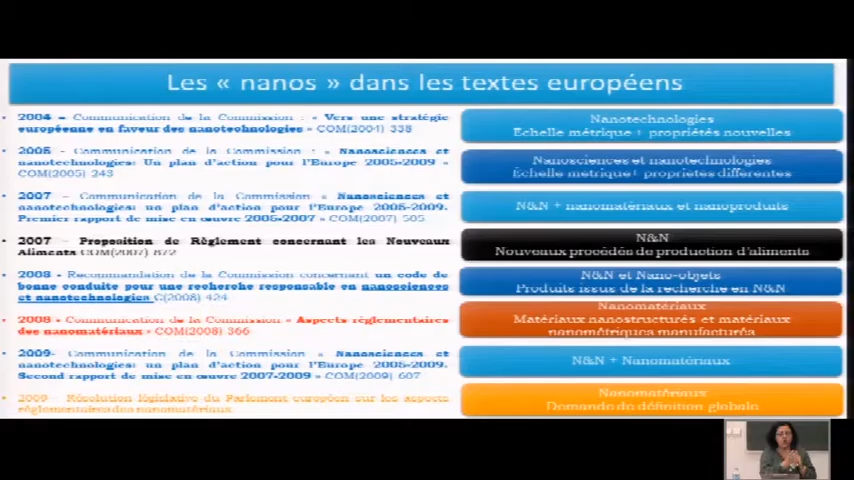 Les « nanos » dans les textes européens
2004 – Communication de la Commission : « Vers une stratégie
européenne en faveur des nanotechnologies » COM(2004) 338
Nanotechnologies
Échelle métrique + propriétés nouvelles
2005 - Communication de la Commission : « Nanosciences et
nanotechnologies: Un plan d'action pour l'Europe 2005-2009 »
COM(2005) 243
Nanosciences et nanotechnologies
Échelle métrique+ propriétés différentes
2007 - Communication de la Commission « Nanosciences et
nanotechnologies: un plan d'action pour l'Europe 2005-2009.
Premier rapport de mise en œuvre 2005-2007 » COM(2007) 505
N&N + nanomatériaux et nanoproduits
2007 – Proposition de Règlement concernant les Nouveaux
Aliments COM(2007) 872
N&N
Nouveaux procédés de production d'aliments
2008 - Recommandation de la Commission concernant un code de
bonne conduite pour une recherche responsable en nanosciences
et nanotechnologies C(2008) 424
N&N et Nano-objets
Produits issus de la recherche en N&N
2008 - Communication de la Commission « Aspects réglementaires
des nanomatériaux » COM(2008) 366
Nanomatériaux
Matériaux nanostructurés et matériaux
nanométriques manufacturés
2009- Communication de la Commission « Nanosciences et
nanotechnologies: un plan d'action pour l'Europe 2005-2009.
Second rapport de mise en œuvre 2007-2009 » COM(2009) 607
N&N + Nanomatériaux
2009 – Résolution législative du Parlement européen sur les aspects
réglementaires des nanomatériaux
Nanomatériaux
Demande de définition globale